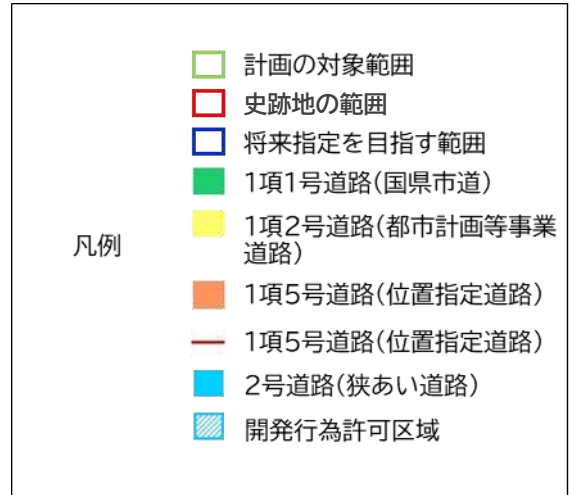 計画の対象範囲
史跡地の範囲
将来指定を目指す範囲
1項1号道路(国県市道)
1項2号道路(都市計画等事業
道路)
凡例
1項5号道路(位置指定道路)
1項5号道路(位置指定道路)
2号道路(狭あい道路)
開発行為許可区域